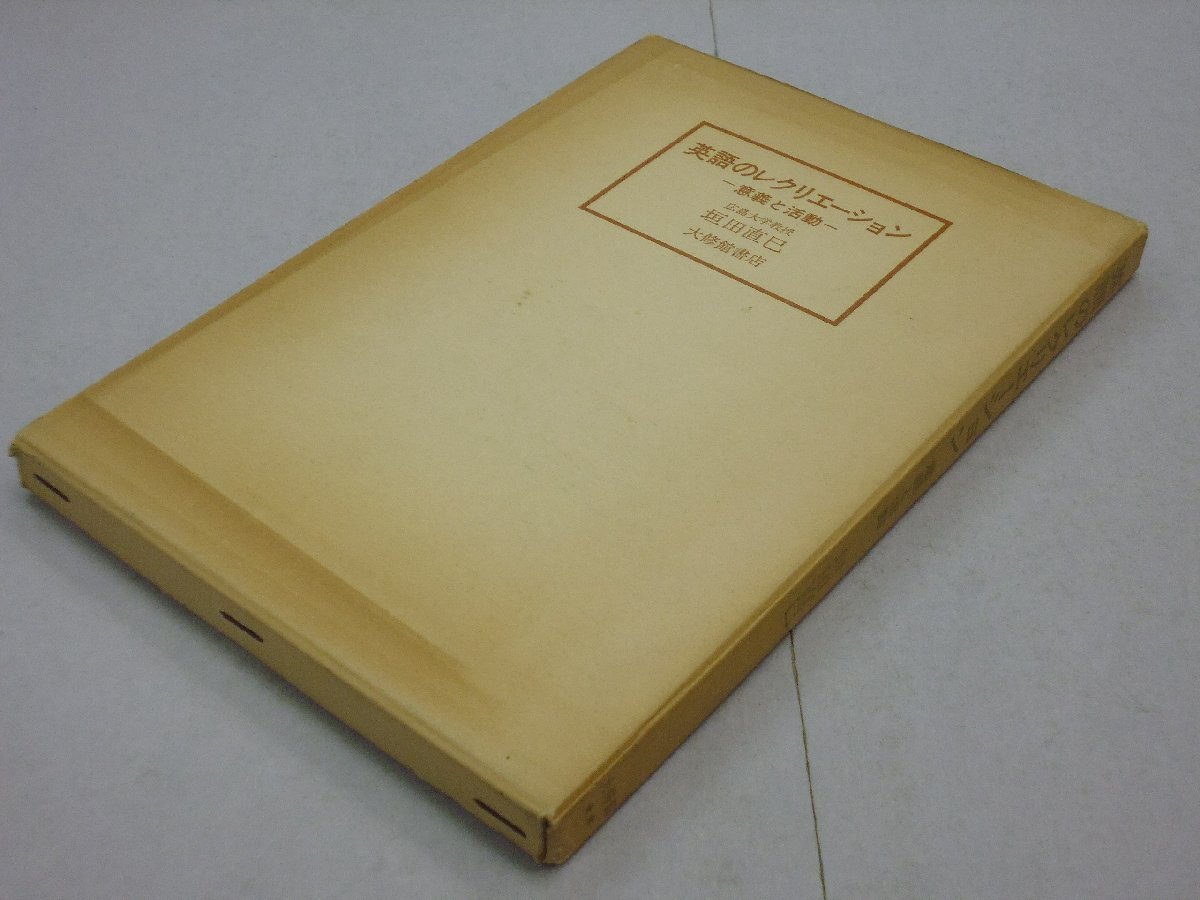 英語のレクリエーション
―意義と活動―
広島大学教授
垣田直巳
大修館書店